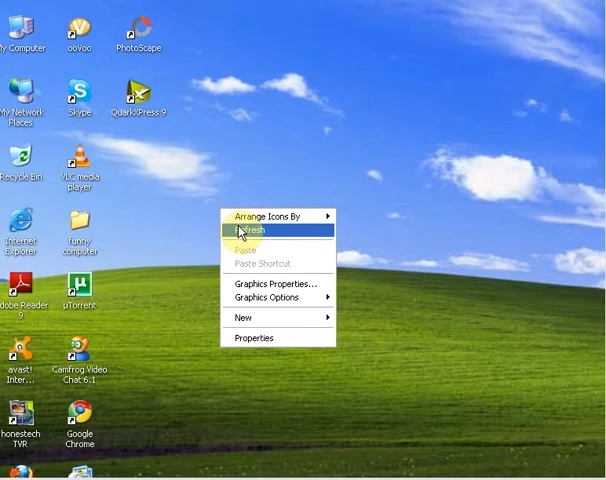 My Computer
ooVoo
PhotoScape
My Network
Places
Skype
QuarkXPress 9
Recycle Bin
VLC media
player
Internet
Explorer
funny
computer
Adobe Reader
9
µTorrent
avast!
Inter...
Camfrog Video
Chat 6.1
honestech
TVR
Google
Chrome
Arrange Icons By
Refresh
Paste
Paste Shortcut
Graphics Properties...
Graphics Options
New
Properties